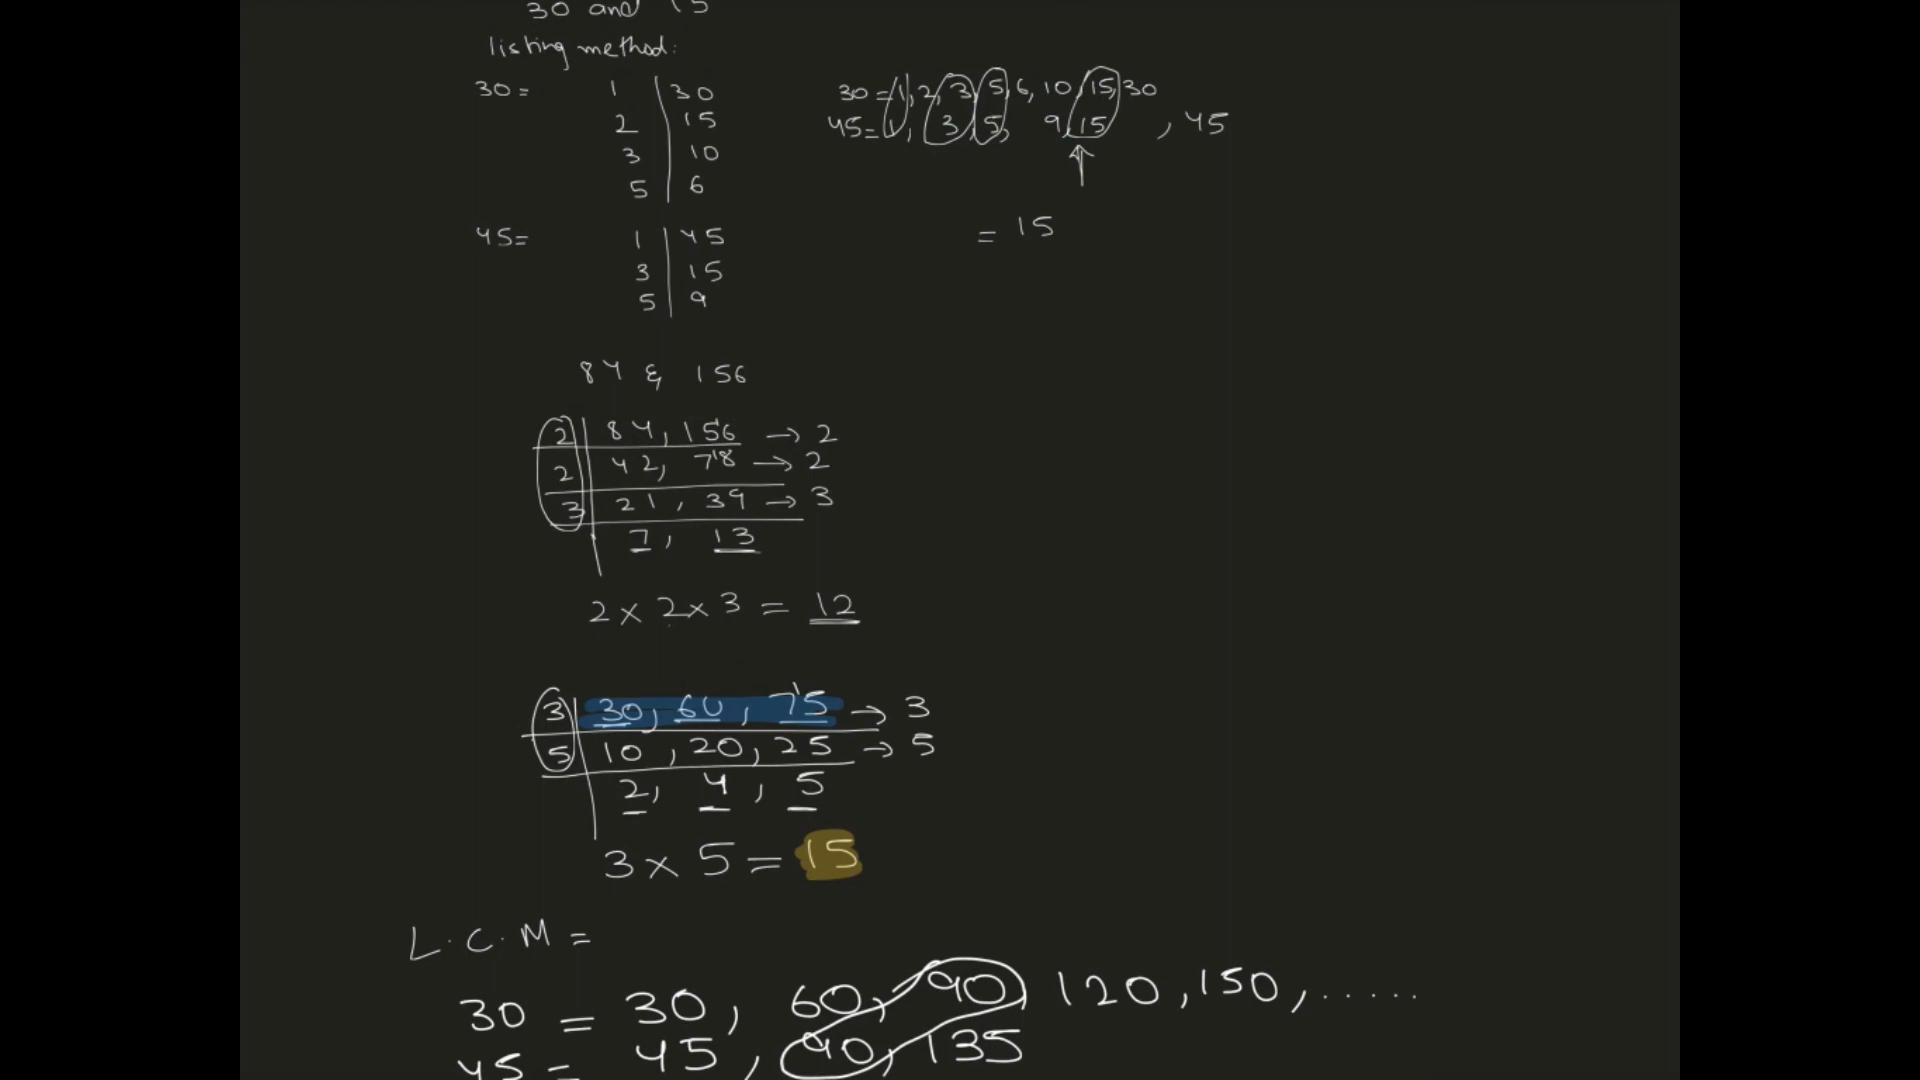 30 and 15
listing method:
30= 1 | 30
2 | 15
3 | 10
5 | 6
30=1, 2, 3, 5, 6, 10, 15, 30
45=1, 3, 5, 9, 15, 45
= 15
45= 1 | 45
3 | 15
5 | 9
84 & 156
2 | 84, 156 → 2
2 | 42, 718 → 2
3 | 21, 39 → 3
7, 13
2 x 2 x 3 = 12
3 | 30, 60, 7'5 → 3
5 | 10, 20, 25 → 5
2, 4, 5
3 x 5 = 15
L.C.M =
30 = 30, 60, 90, 120, 150, .....
45 = 45, 90, 135